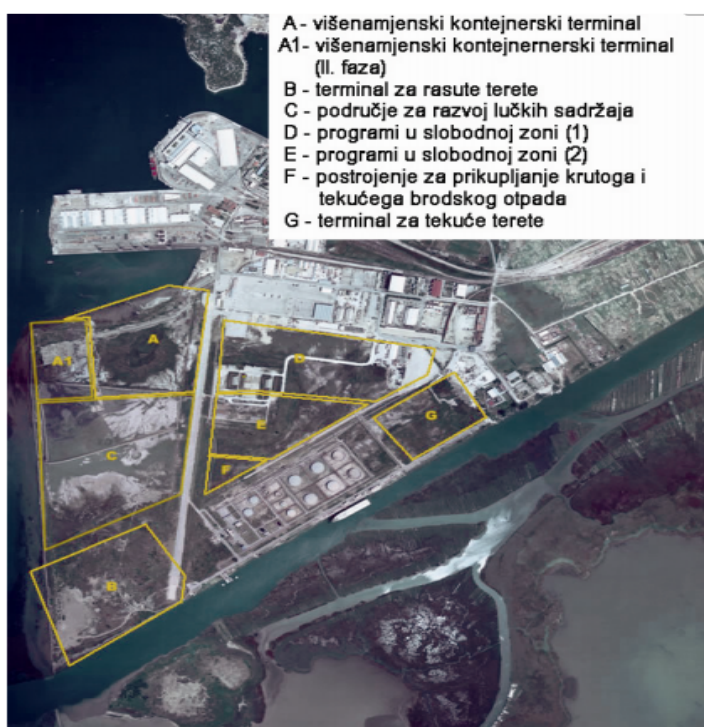 A - višenamjenski kontejnerski terminal
A1- višenamjenski kontejnernerski terminal
(II. faza)
B - terminal za rasute terete
C - područje za razvoj lučkih sadržaja
D - programi u slobodnoj zoni (1)
E - programi u slobodnoj zoni (2)
F - postrojenje za prikupljanje krutoga i
tekućega brodskog otpada
G - terminal za tekuće terete
A
A1
D
G
E
C
F
B